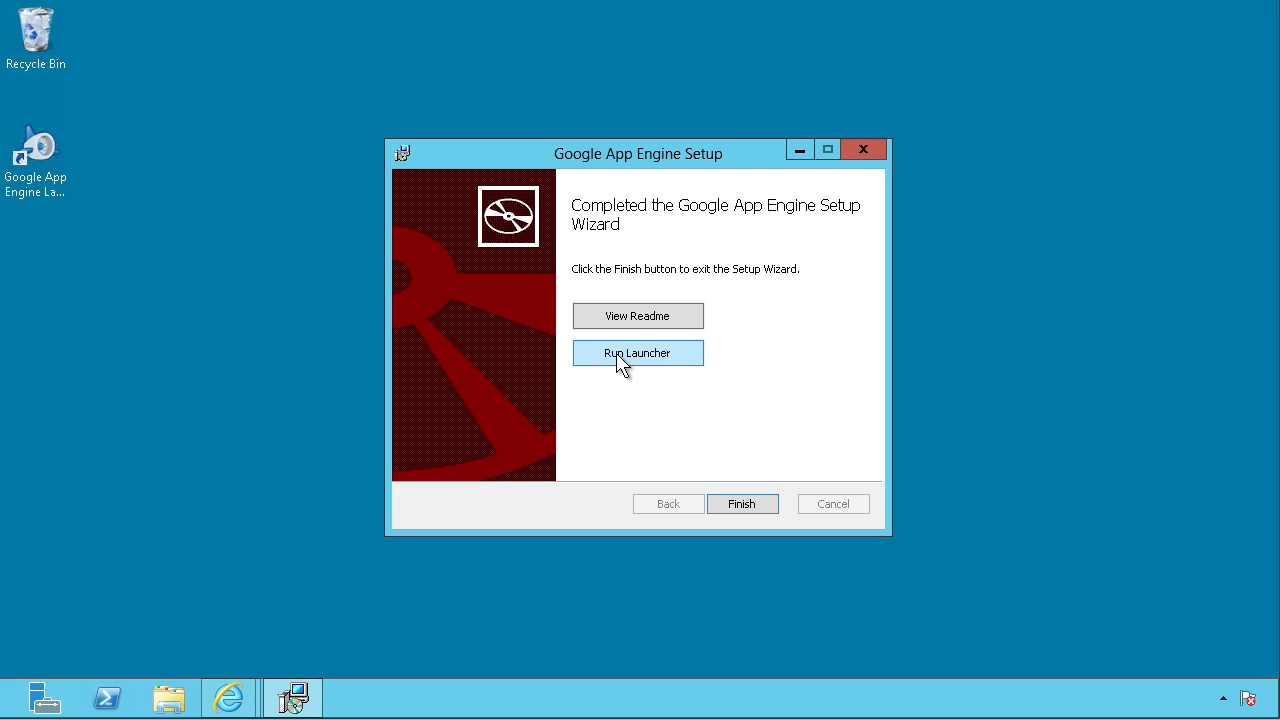 Recycle Bin
Google App
Engine La...
Google App Engine Setup
Completed the Google App Engine Setup
Wizard
Click the Finish button to exit the Setup Wizard.
View Readme
Run Launcher
Back
Finish
Cancel